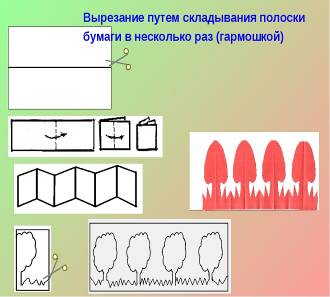 Вырезание путем складывания полоски
бумаги в несколько раз (гармошкой)